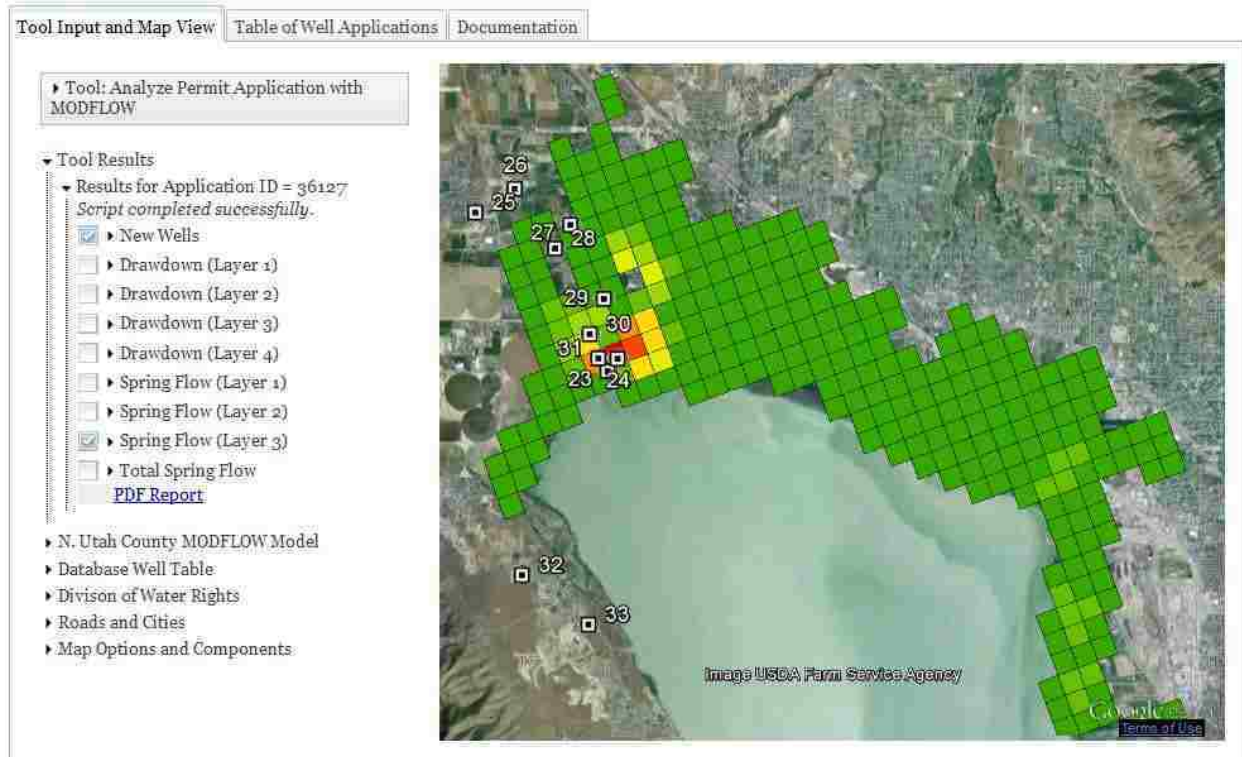 Tool Input and Map View
Table of Well Applications
Documentation
Tool: Analyze Permit Application with
MODFLOW
Tool Results
Results for Application ID = 36127
Script completed successfully.
New Wells
Drawdown (Layer 1)
Drawdown (Layer 2)
Drawdown (Layer 3)
Drawdown (Layer 4)
Spring Flow (Layer 1)
Spring Flow (Layer 2)
Spring Flow (Layer 3)
Total Spring Flow
PDF Report
N. Utah County MODFLOW Model
Database Well Table
Divison of Water Rights
Roads and Cities
Map Options and Components
26
25
27
28
29
30
31
23
24
32
33
Image USDA Farm Service Agency
Google
Terms of Use